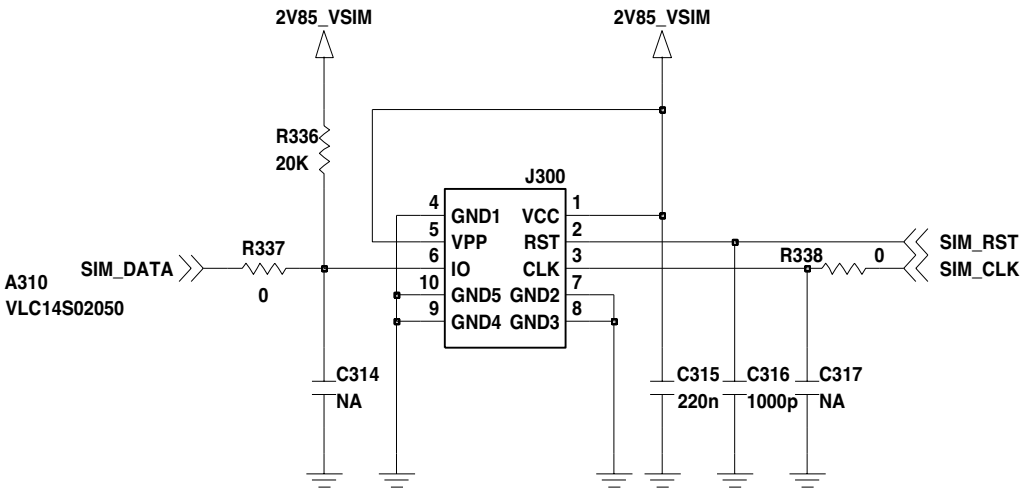 2V85_VSIM
2V85_VSIM
R336
20K
J300
4
GND1
VCC
1
5
VPP
RST
2
6
IO
CLK
3
10
GND5
GND2
7
9
GND4
GND3
8
R337
0
SIM_DATA
A310
VLC14S02050
R338
0
SIM_RST
SIM_CLK
C314
NA
C315
220n
C316
1000p
C317
NA